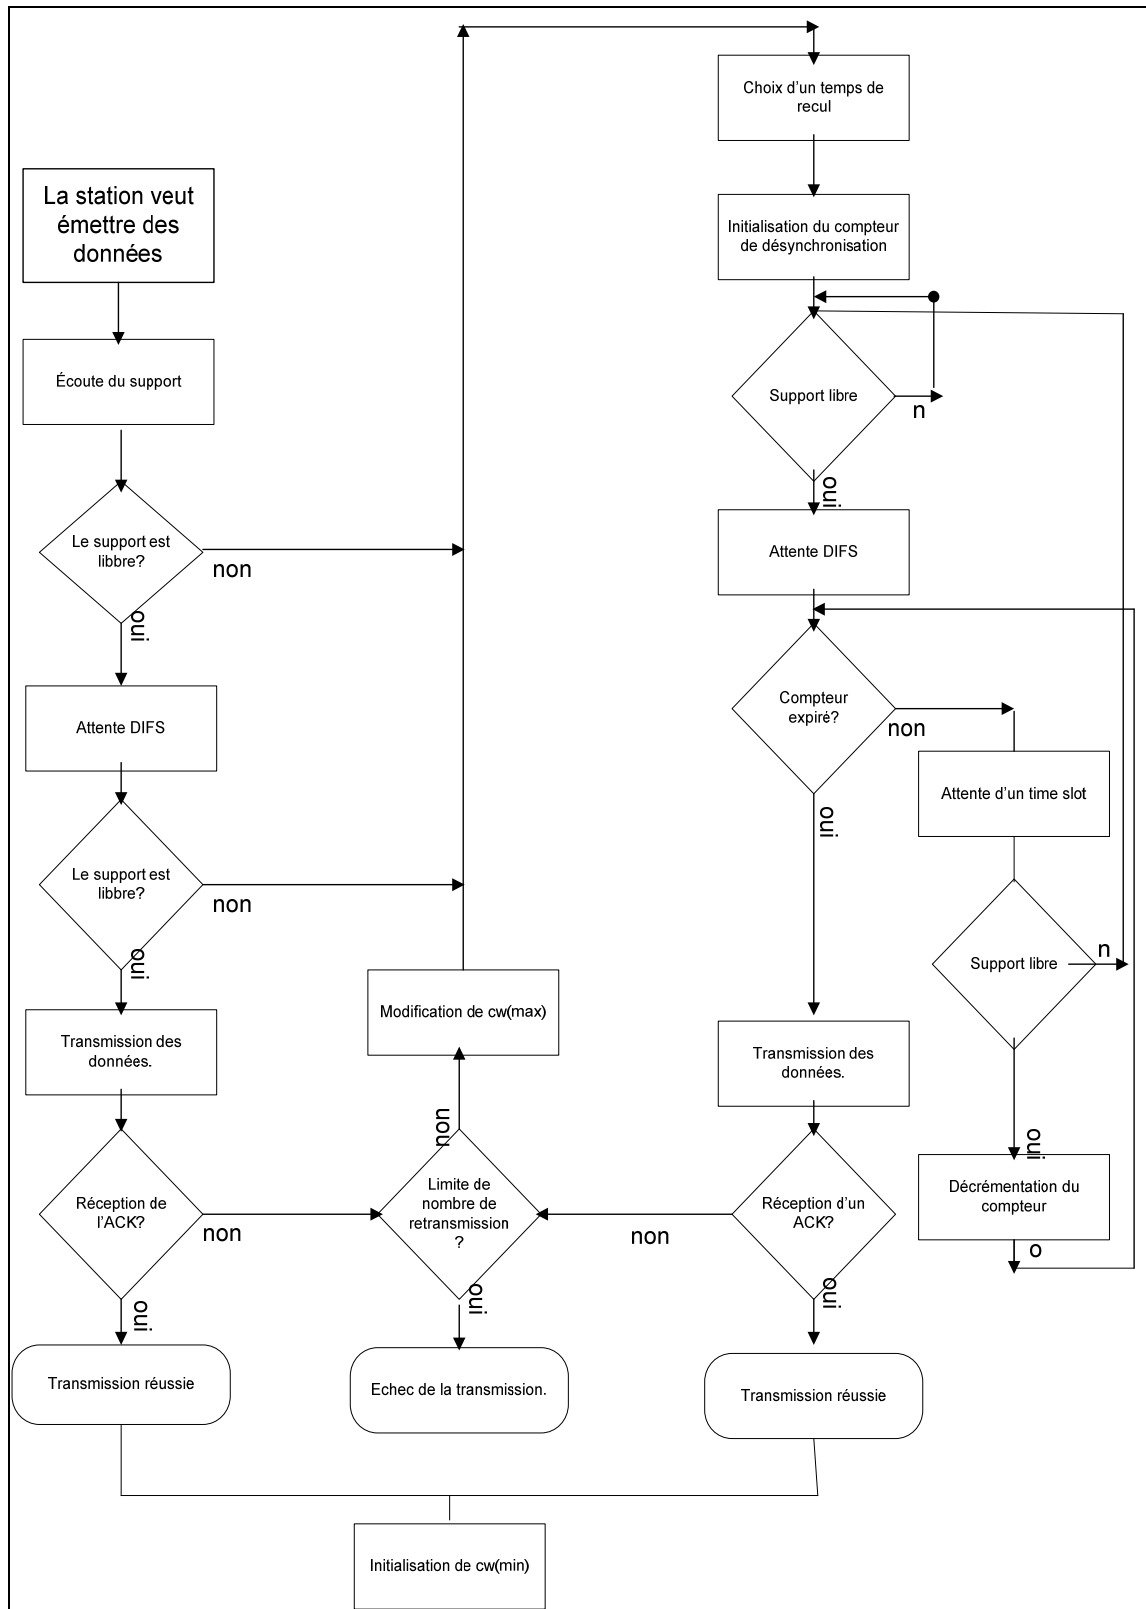 Choix d'un temps de
recul
La station veut
émettre des
données
Initialisation du compteur
de désynchronisation
Écoute du support
Support libre
n
oui
Le support est
libbre?
non
oui
Attente DIFS
Attente DIFS
Compteur
expiré?
non
oui
Attente d'un time slot
Le support est
libbre?
non
oui
Support libre
n
oui
Modification de cw(max)
Transmission des
données.
Transmission des
données.
non
Réception de
l'ACK?
non
oui
Limite de
nombre de
retransmission
?
oui
Réception d'un
ACK?
non
oui
Décrémentation du
compteur
o
Transmission réussie
Echec de la transmission.
Transmission réussie
Initialisation de cw(min)